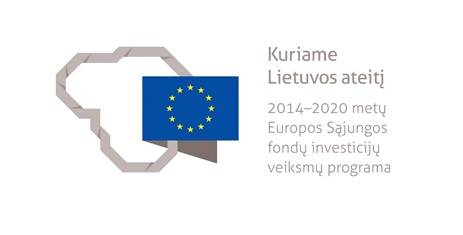 Kuriame
Lietuvos ateitį
2014–2020 metų
Europos Sąjungos
fondų investicijų
veiksmų programa